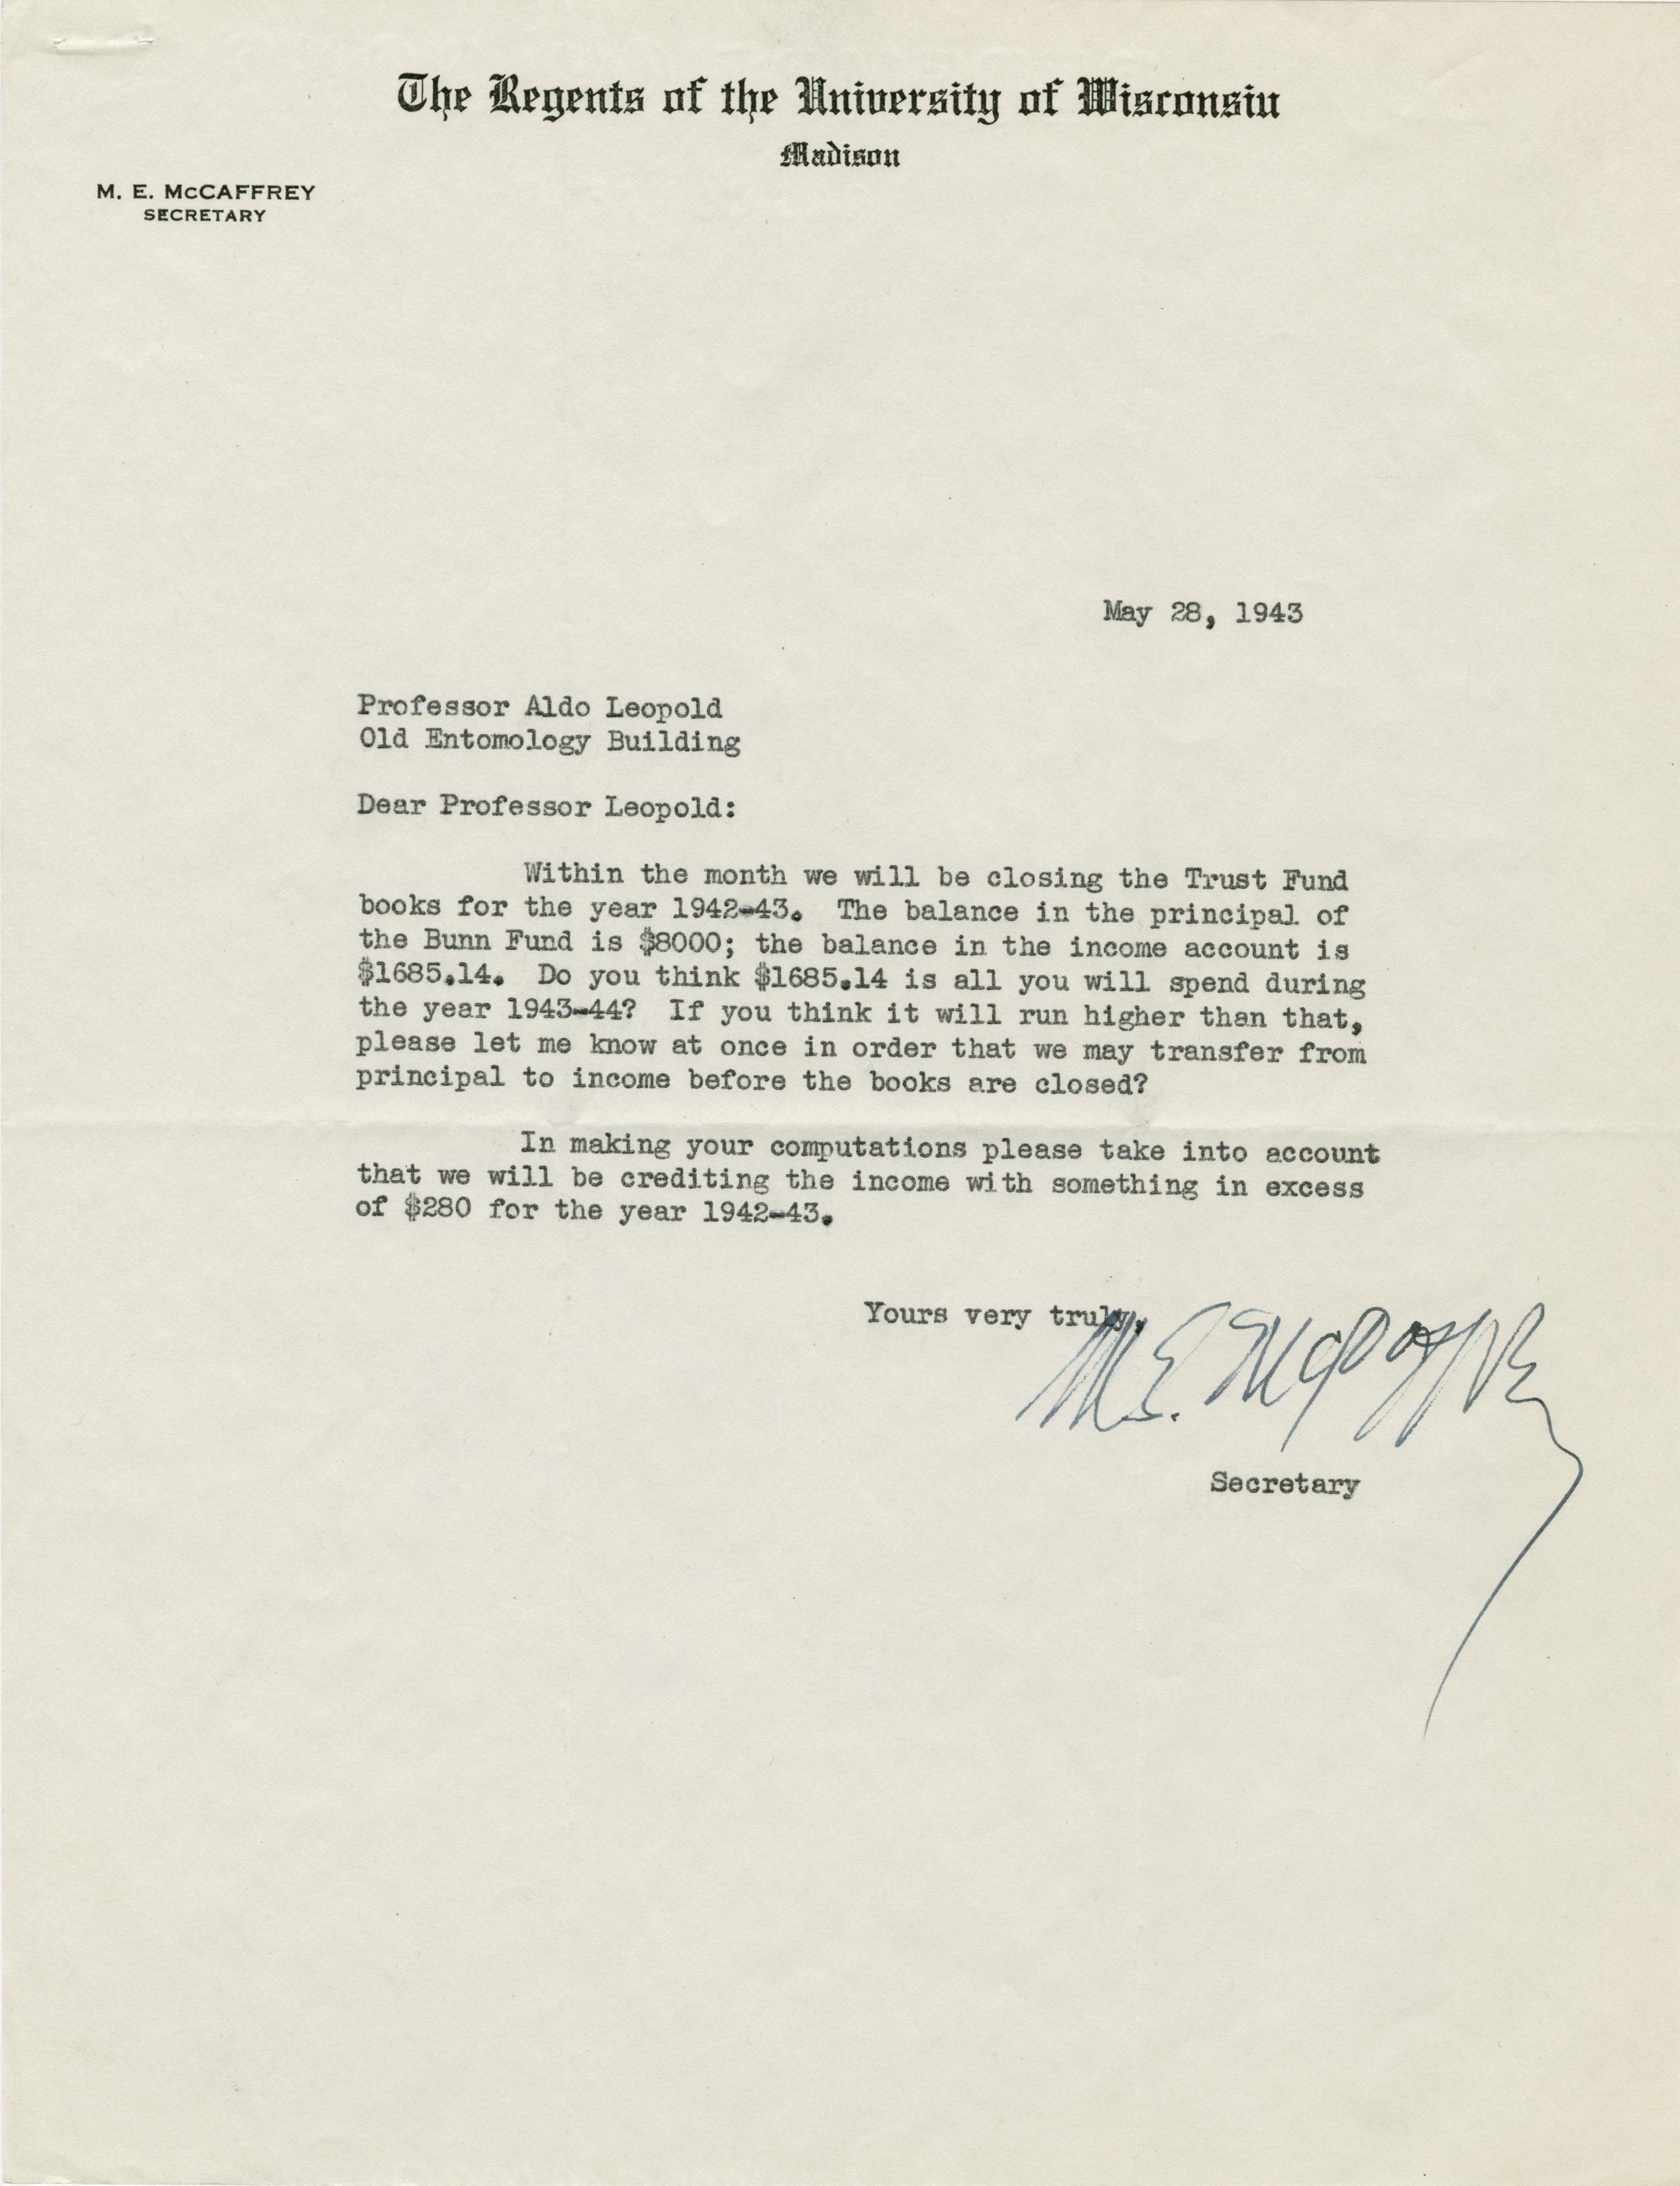 The Regents of the University of Wisconsin
Madison
M. E. McCAFFREY
SECRETARY
May 28, 1943
Professor Aldo Leopold
Old Entomology Building
Dear Professor Leopold:
Within the month we will be closing the Trust Fund
books for the year 1942-43. The balance in the principal of
the Bunn Fund is $8000; the balance in the income account is
$1685.14. Do you think $1685.14 is all you will spend during
the year 1943-44? If you think it will run higher than that,
please let me know at once in order that we may transfer from
principal to income before the books are closed?
In making your computations please take into account
that we will be crediting the income with something in excess
of $280 for the year 1942-43.
Yours very truly,
M.E. McCaffrey
Secretary